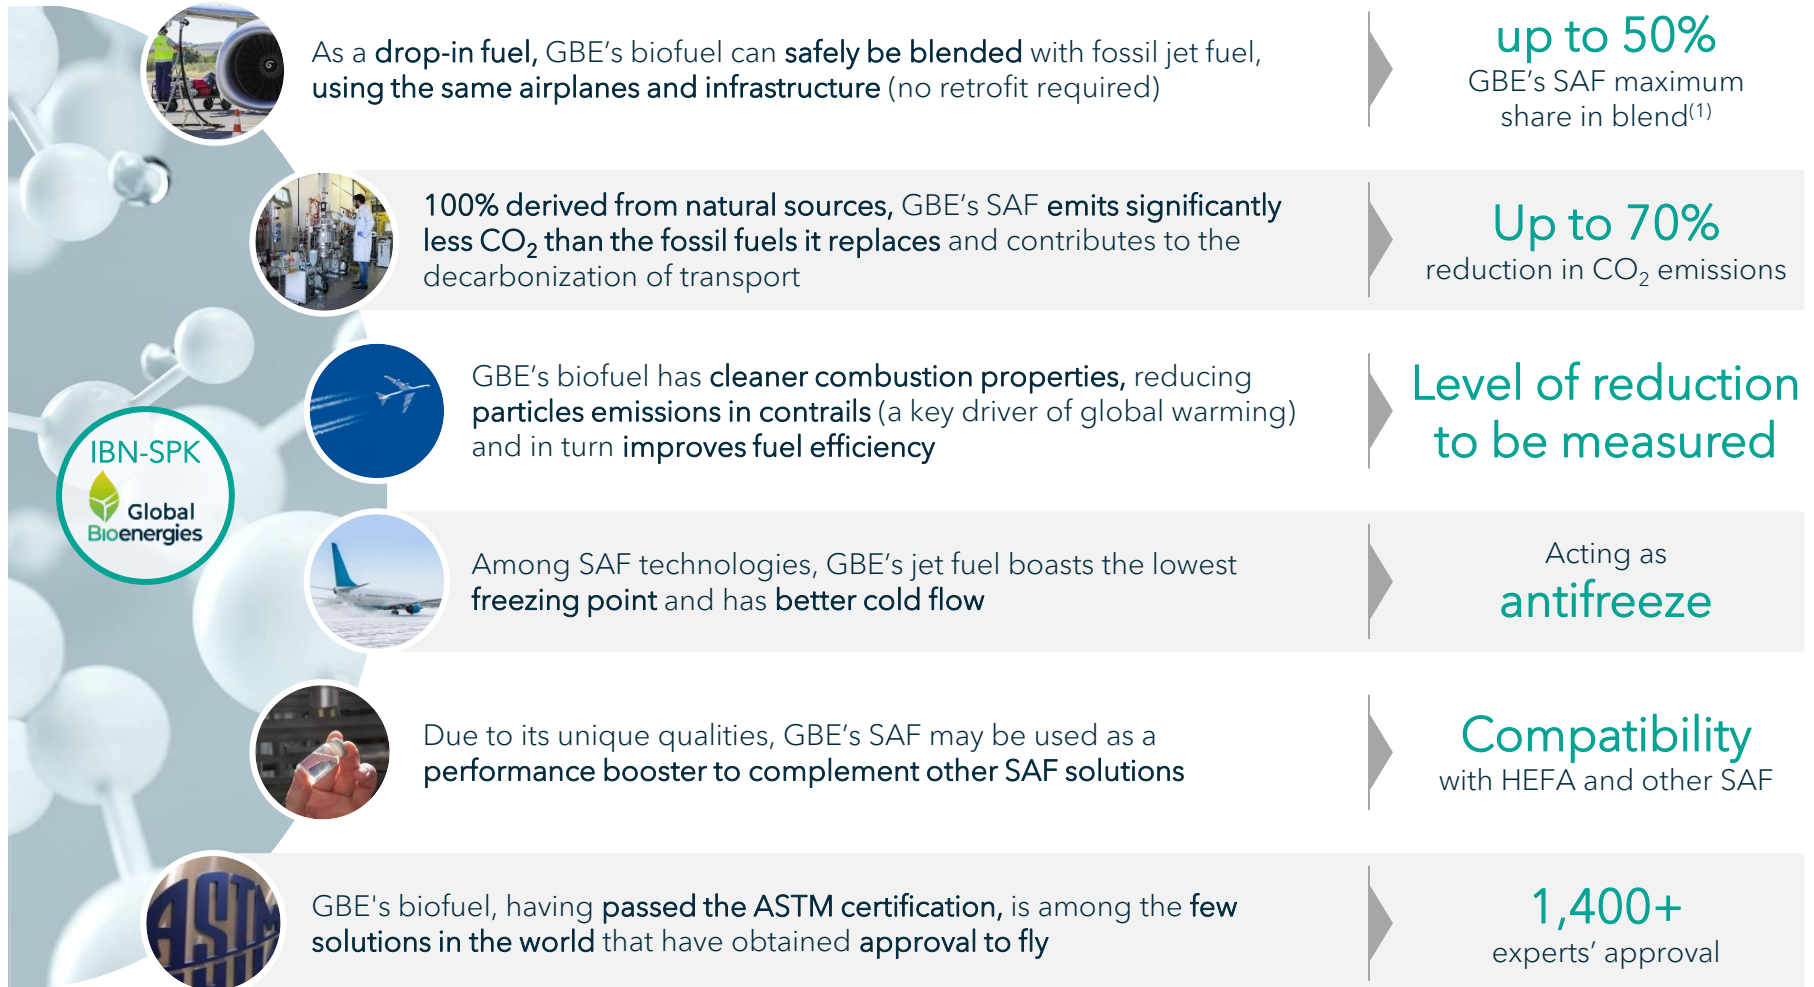 As a drop-in fuel, GBE’s biofuel can safely be blended with fossil jet fuel,
using the same airplanes and infrastructure (no retrofit required)
up to 50%
GBE’s SAF maximum
share in blend(1)
100% derived from natural sources, GBE’s SAF emits significantly
less CO2 than the fossil fuels it replaces and contributes to the
decarbonization of transport
Up to 70%
reduction in CO2 emissions
GBE’s biofuel has cleaner combustion properties, reducing
particles emissions in contrails (a key driver of global warming)
and in turn improves fuel efficiency
Level of reduction
to be measured
IBN-SPK
Global
Bioenergies
Among SAF technologies, GBE’s jet fuel boasts the lowest
freezing point and has better cold flow
Acting as
antifreeze
Due to its unique qualities, GBE’s SAF may be used as a
performance booster to complement other SAF solutions
Compatibility
with HEFA and other SAF
ASTM
GBE's biofuel, having passed the ASTM certification, is among the few
solutions in the world that have obtained approval to fly
1,400+
experts’ approval